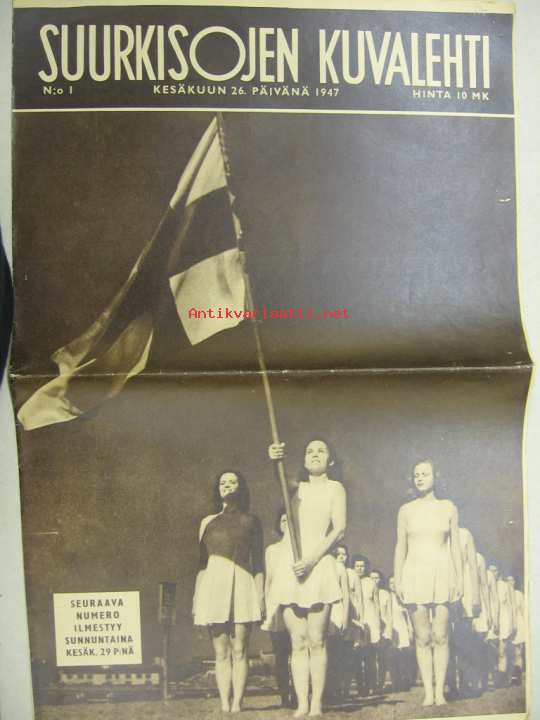 SUURKISOJEN KUVALEHTI
N:o 1 KESÄKUUN 26. PÄIVÄNÄ 1947 HINTA 10 MK
Antikvariaatti.net
SEURAAVA
NUMERO
ILMESTYY
SUNNUNTAINA
KESÄK. 29 P:NÄ